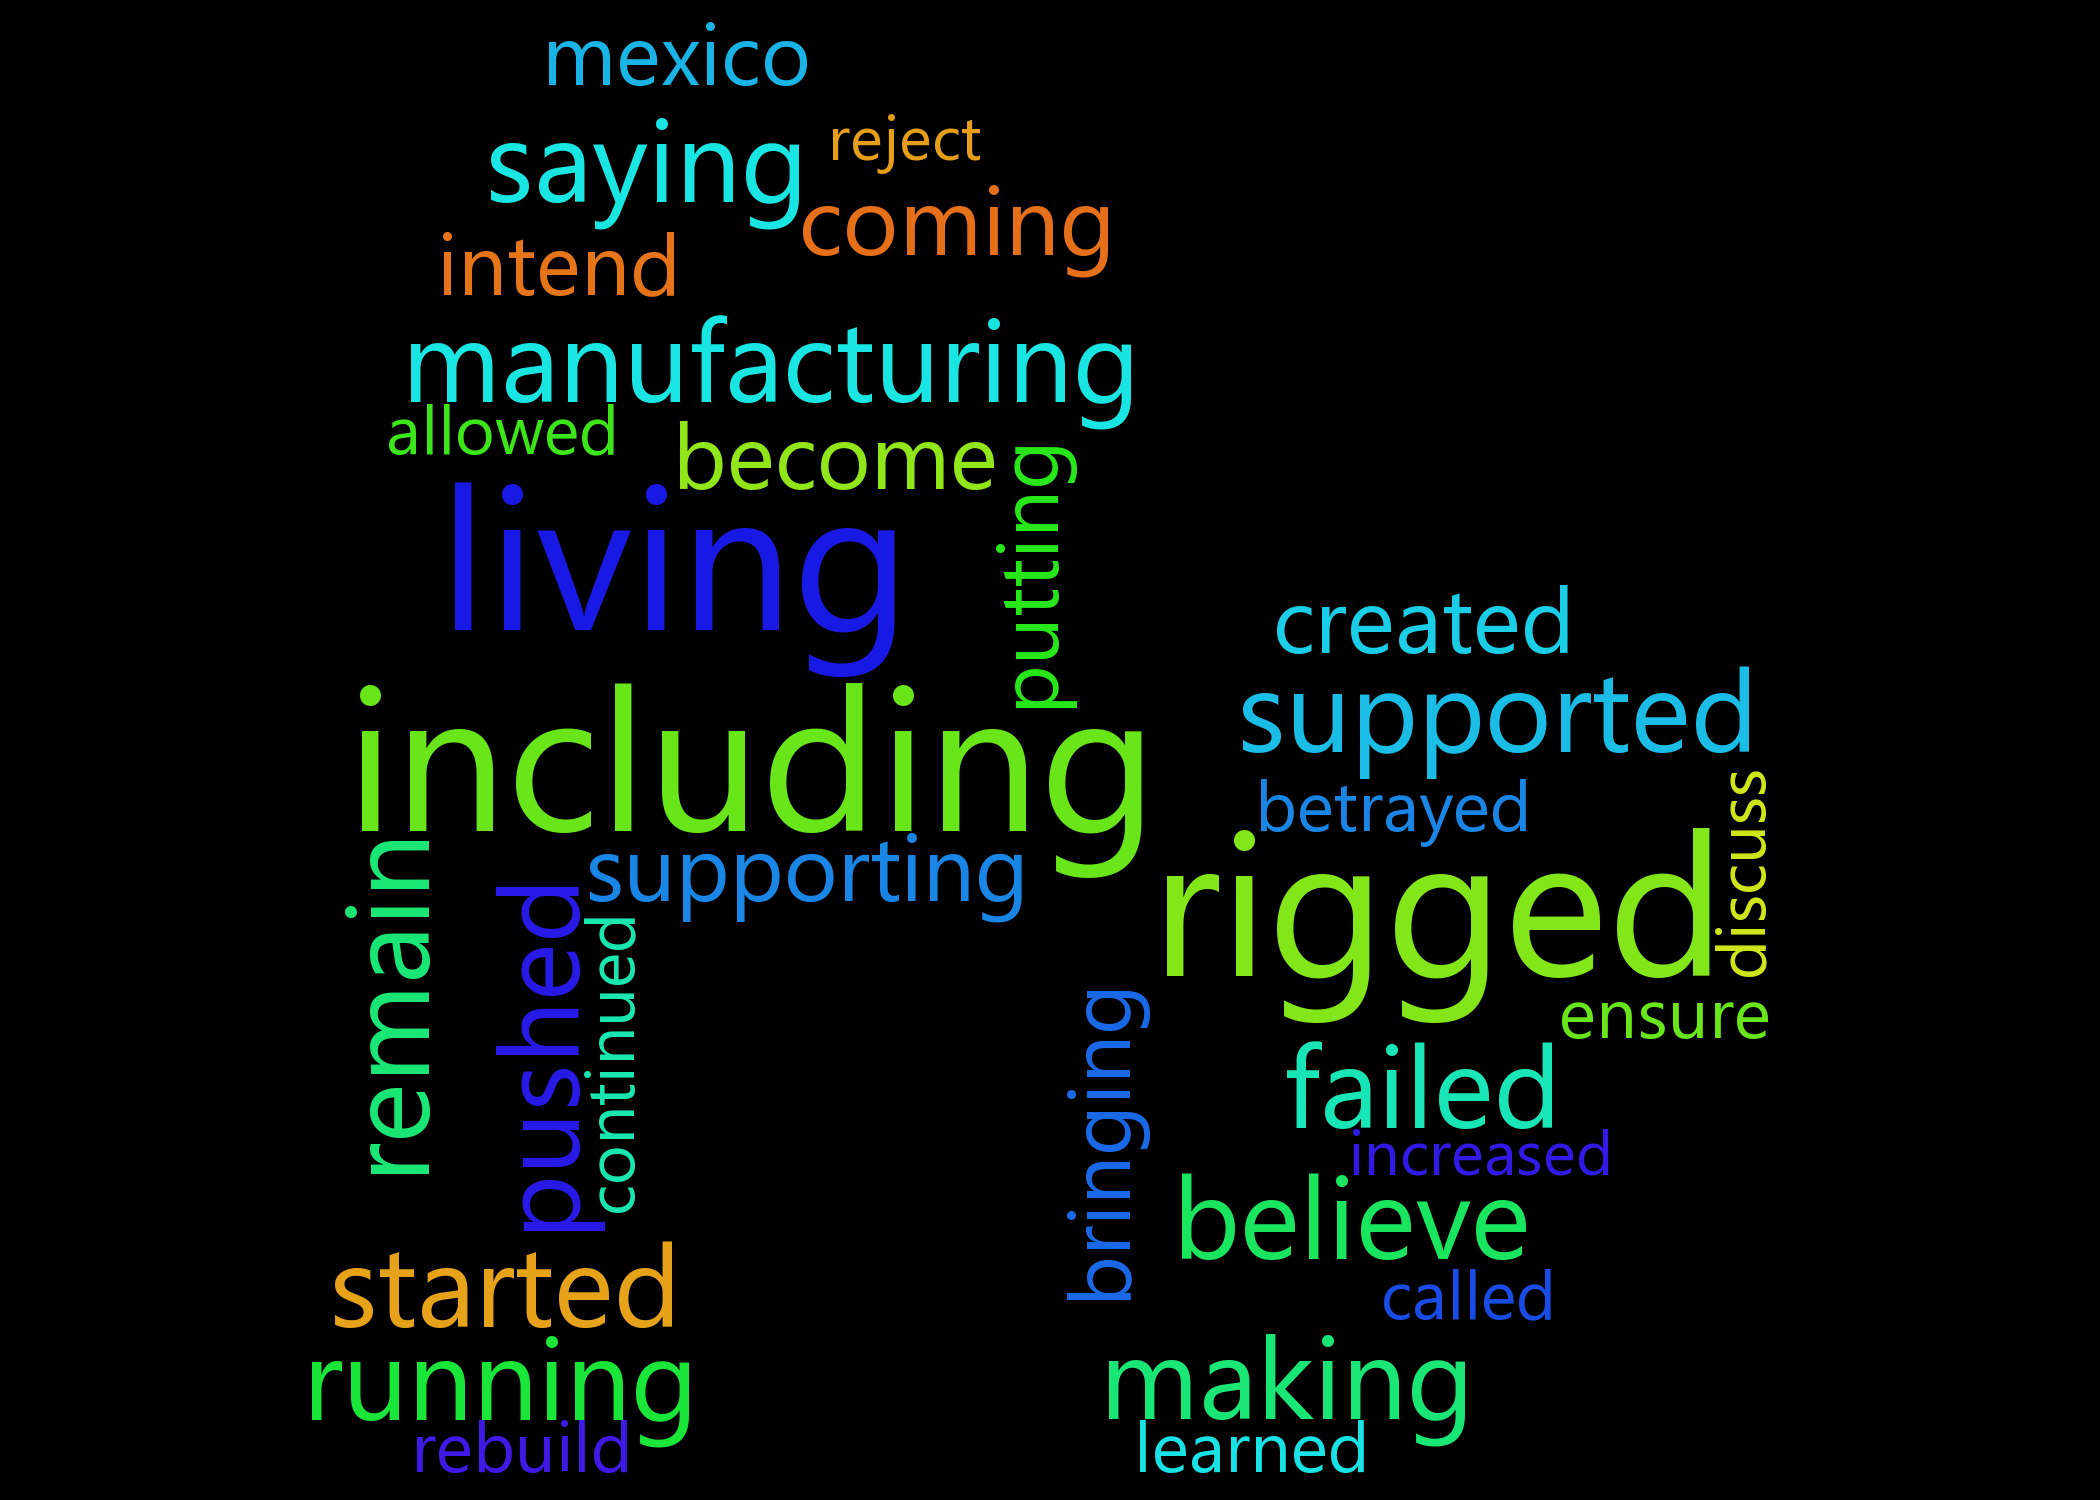 mexico
reject
saying
coming
intend
manufacturing
allowed
become
putting
living
created
supported
including
betrayed
discuss
supporting
rigged
remain
pushed
continued
ensure
bringing
failed
increased
believe
started
called
running
making
rebuild
learned